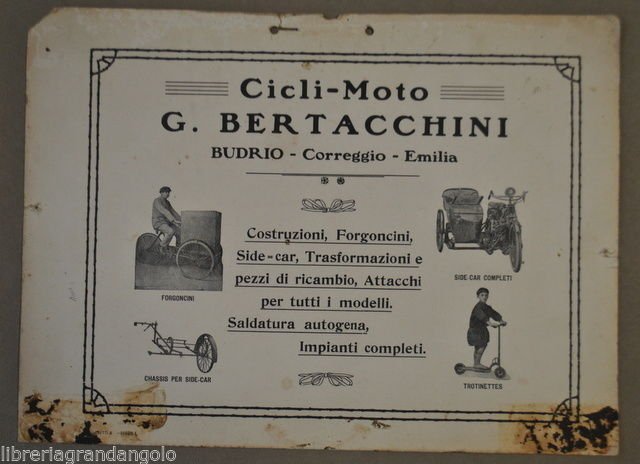 Cicli-Moto
G. BERTACCHINI
BUDRIO - Correggio - Emilia
Costruzioni, Forgoncini,
Side-car, Trasformazioni e
pezzi di ricambio, Attacchi
per tutti i modelli.
Saldatura autogena,
Impianti completi.
FORGONCINI
SIDE-CAR COMPLETI
CHASSIS PER SIDE-CAR
TROTINETTES
libreriagrandangolo